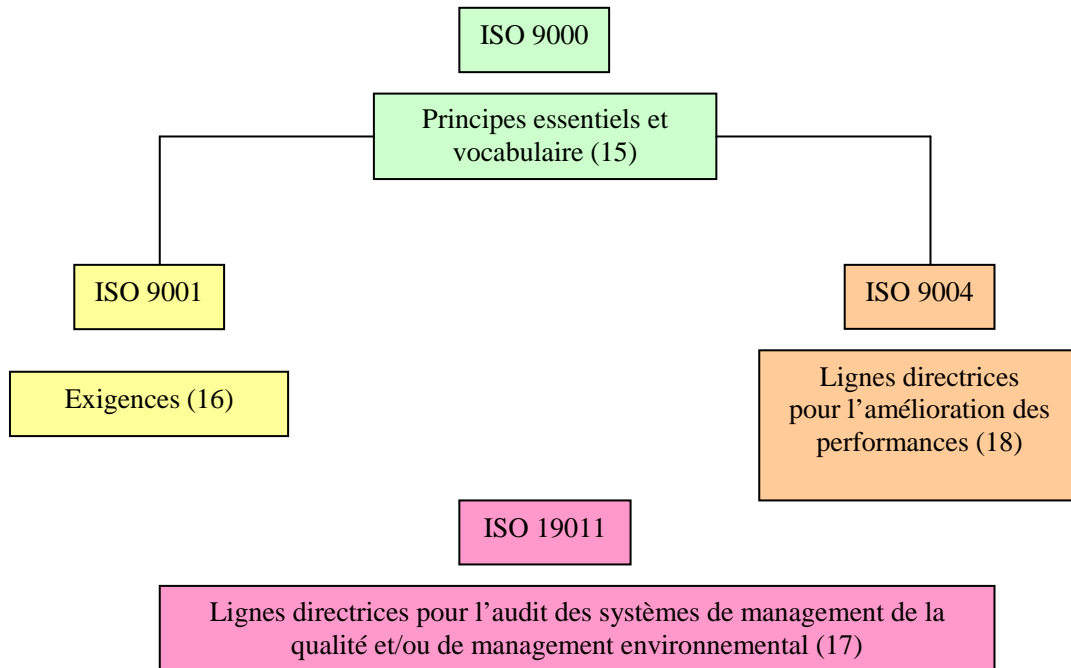 ISO 9000
Principes essentiels et
vocabulaire (15)
ISO 9001
ISO 9004
Exigences (16)
Lignes directrices
pour l’amélioration des
performances (18)
ISO 19011
Lignes directrices pour l’audit des systèmes de management de la
qualité et/ou de management environnemental (17)